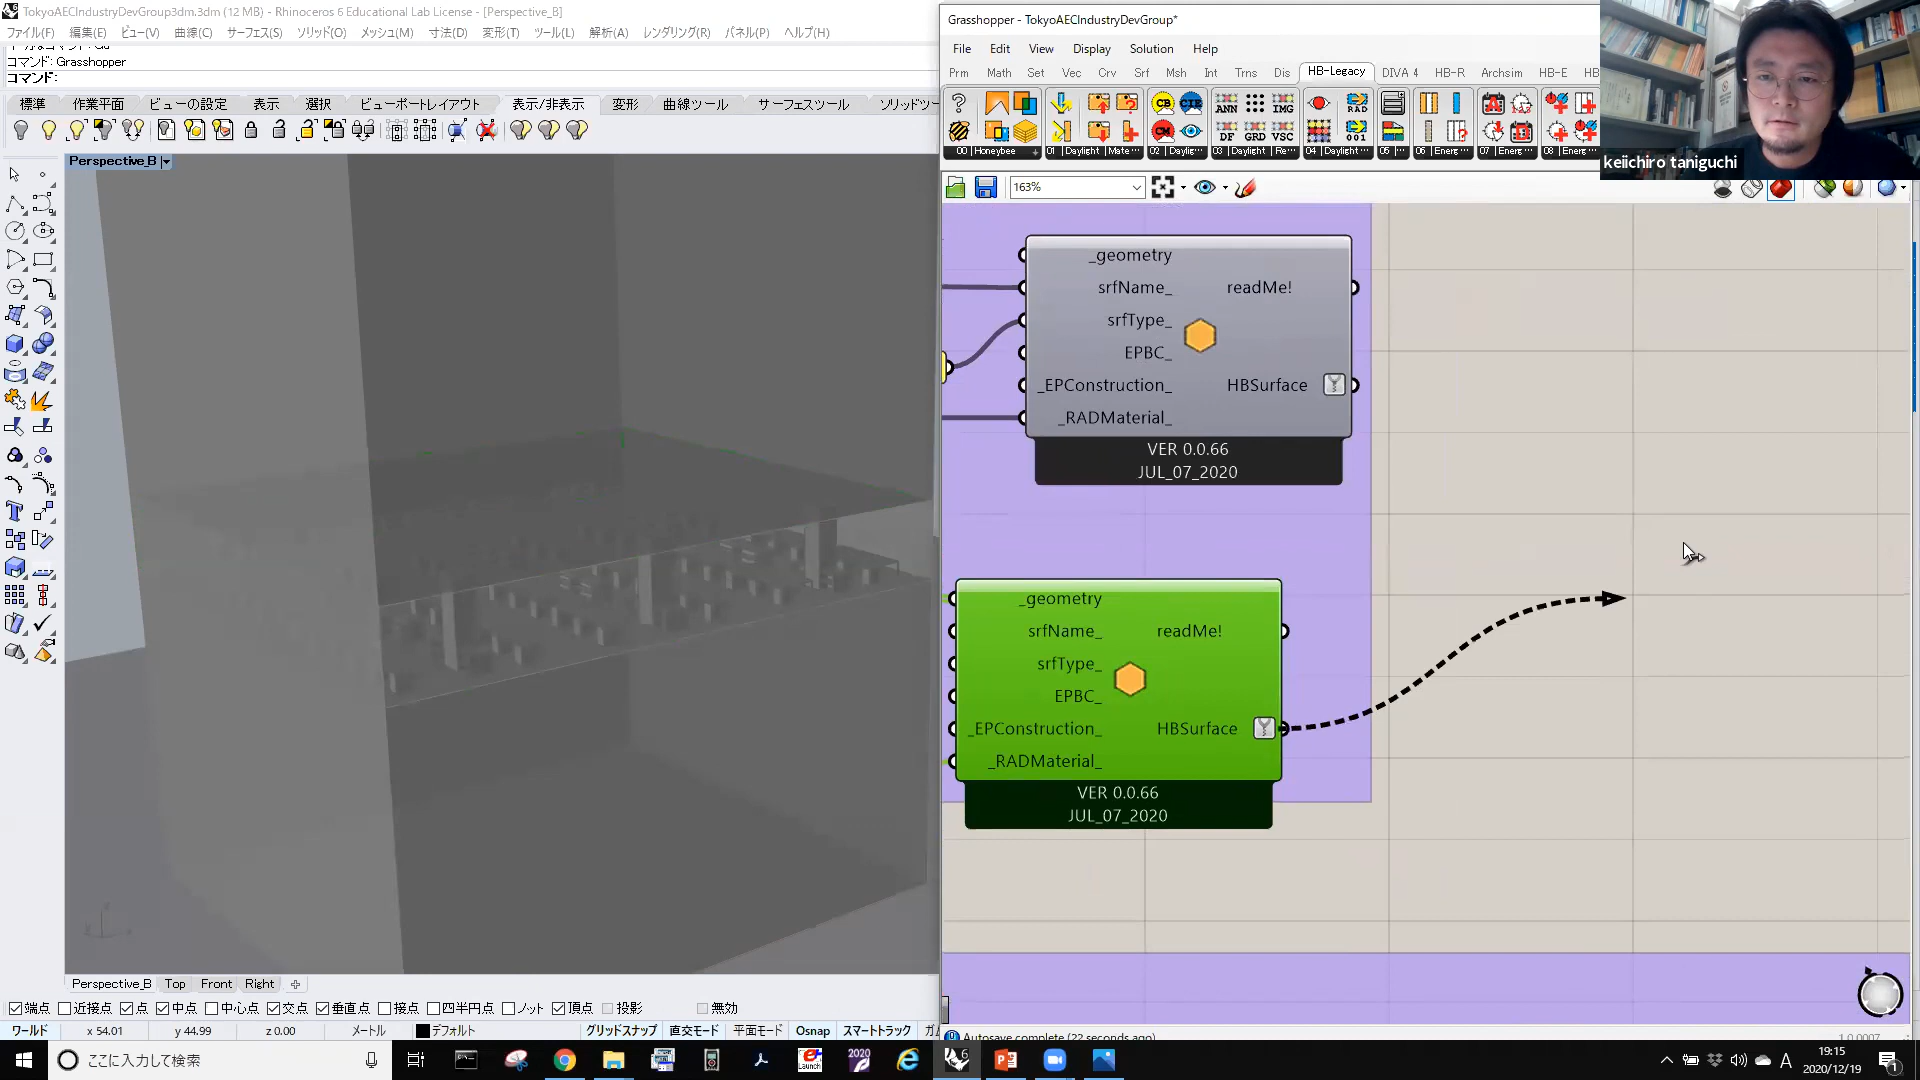 TokyoAECIndustryDevGroup3dm.3dm (12 MB) - Rhinoceros 6 Educational Lab License - [Perspective_B]
ファイル(F) 編集(E) ビュー(V) 曲線(C) サーフェス(S) ソリッド(O) メッシュ(M) 寸法(D) 変形(T) ツール(L) 解析(A) レンダリング(R) パネル(P) ヘルプ(H)
コマンド: Grasshopper
コマンド:
標準 作業平面 ビューの設定 表示 選択 ビューポートレイアウト 表示/非表示 変形 曲線ツール サーフェスツール ソリッドツー
Perspective_B
Perspective_B Top Front Right
端点 近接点 点 中点 中心点 交点 垂直点 接点 四半円点 ノット 頂点 投影 無効
ワールド x 54.01 y 44.99 z 0.00 メートル デフォルト グリッドスナップ 直交モード 平面モード Osnap スマートトラック ガム
Grasshopper - TokyoAECIndustryDevGroup*
File Edit View Display Solution Help
Prm Math Set Vec Crv Srf Msh Int Trns Dis HB-Legacy DIVA 4 HB-R Archsim HB-E HB
163%
_geometry
srfName_ readMe!
srfType_
EPBC_
_EPConstruction_ HBSurface
_RADMaterial_
VER 0.0.66
JUL_07_2020
_geometry
srfName_ readMe!
srfType_
EPBC_
_EPConstruction_ HBSurface
_RADMaterial_
VER 0.0.66
JUL_07_2020
Autosave complete (22 seconds ago)
1.0.0007
keiichiro taniguchi
ここに入力して検索
A
19:15
2020/12/19